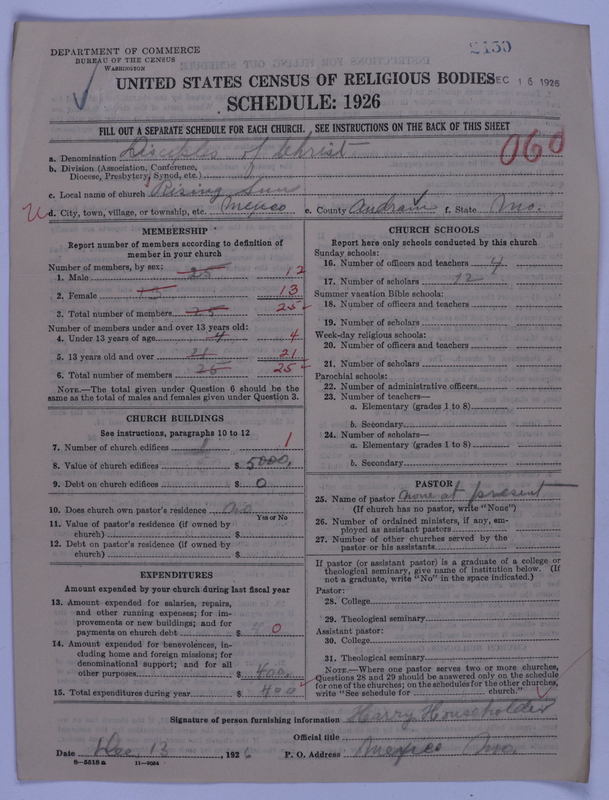 DEPARTMENT OF COMMERCE
BUREAU OF THE CENSUS
WASHINGTON
2150
UNITED STATES CENSUS OF RELIGIOUS BODIES
DEC 16 1926
SCHEDULE: 1926
FILL OUT A SEPARATE SCHEDULE FOR EACH CHURCH. SEE INSTRUCTIONS ON THE BACK OF THIS SHEET
060
a. Denomination Disciples of Christ
b. Division (Association, Conference,
Diocese, Presbytery, Synod, etc.)
c. Local name of church Rising Sun
d. City, town, village, or township, etc. Mexico e. County Audrain f. State Mo.
MEMBERSHIP
Report number of members according to definition of
member in your church
Number of members, by sex:
1. Male 25 12
2. Female 13 13
3. Total number of members 25 25
Number of members under and over 13 years old:
4. Under 13 years of age 4 4
5. 13 years old and over 21 21
6. Total number of members 25 25
NOTE.—The total given under Question 6 should be the
same as the total of males and females given under Question 3.
CHURCH BUILDINGS
See instructions, paragraphs 10 to 12
7. Number of church edifices 1 1
8. Value of church edifices $ 5000.
9. Debt on church edifices $ 0
10. Does church own pastor's residence no
Yes or No
11. Value of pastor's residence (if owned by
church) $
12. Debt on pastor's residence (if owned by
church) $
EXPENDITURES
Amount expended by your church during last fiscal year
13. Amount expended for salaries, repairs,
and other running expenses; for im-
provements or new buildings; and for
payments on church debt $ 0
14. Amount expended for benevolences, in-
cluding home and foreign missions; for
denominational support; and for all
other purposes $ 400.
15. Total expenditures during year $ 400
CHURCH SCHOOLS
Report here only schools conducted by this church
Sunday schools:
16. Number of officers and teachers 4
17. Number of scholars 12
Summer vacation Bible schools:
18. Number of officers and teachers
19. Number of scholars
Week-day religious schools:
20. Number of officers and teachers
21. Number of scholars
Parochial schools:
22. Number of administrative officers
23. Number of teachers—
a. Elementary (grades 1 to 8)
b. Secondary
24. Number of scholars—
a. Elementary (grades 1 to 8)
b. Secondary
PASTOR
25. Name of pastor none at present
(If church has no pastor, write "None")
26. Number of ordained ministers, if any, em-
ployed as assistant pastors
27. Number of other churches served by the
pastor or his assistants
If pastor (or assistant pastor) is a graduate of a college or
theological seminary, give name of institution below. (If
not a graduate, write "No" in the space indicated.)
Pastor:
28. College
29. Theological seminary
Assistant pastor:
30. College
31. Theological seminary
NOTE.—Where one pastor serves two or more churches,
Questions 28 and 29 should be answered only on the schedule
for one of the churches; on the schedules for the other churches,
write "See schedule for church."
Signature of person furnishing information Harry Householder
Official title
Date Dec. 13, 1926 P. O. Address Mexico Mo.
8—5518 a 11—9034